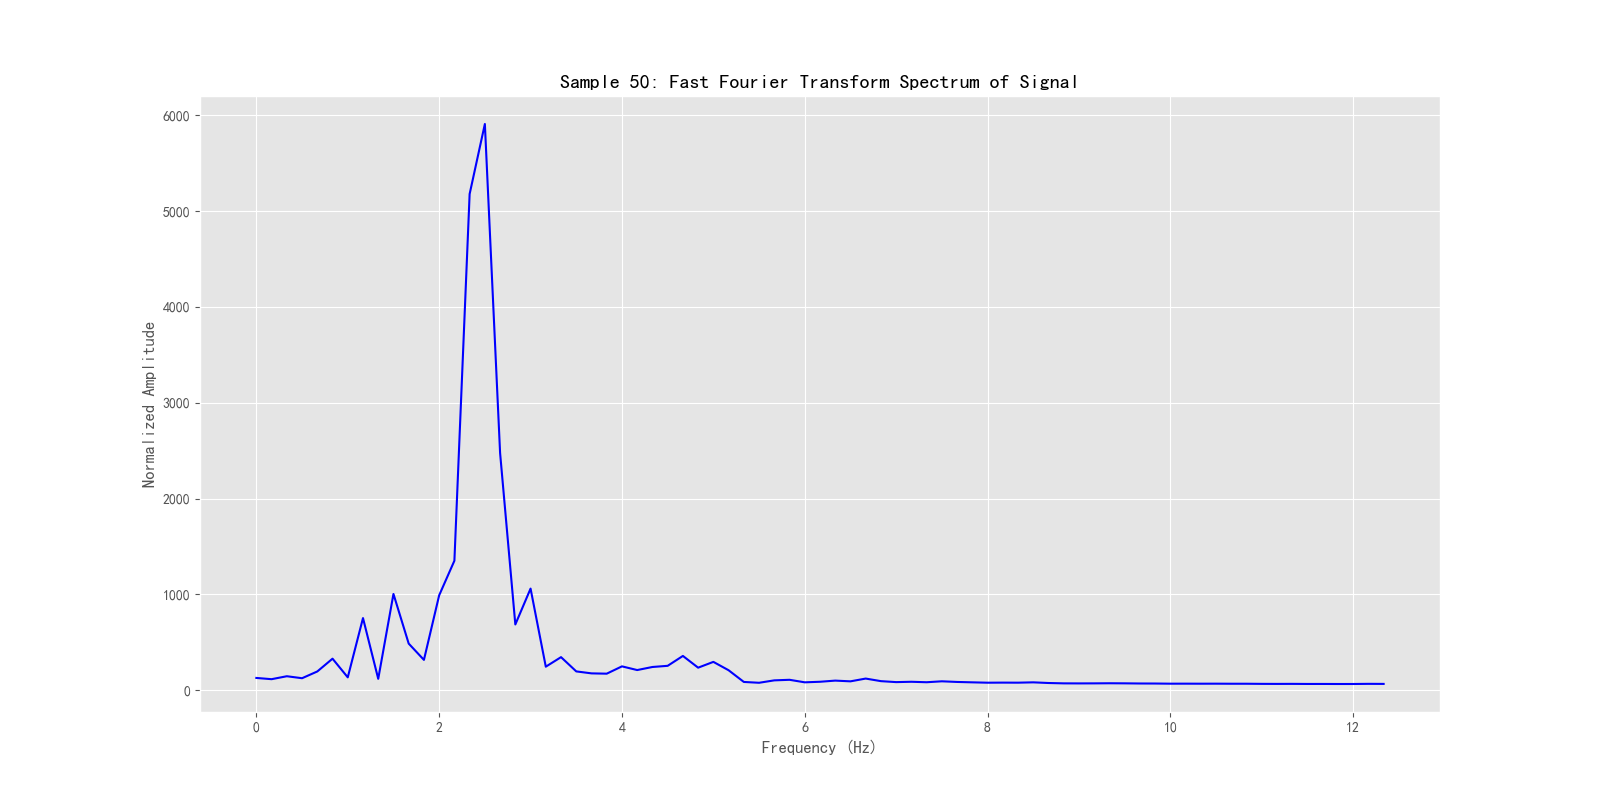 Sample 50: Fast Fourier Transform Spectrum of Signal
6000
5000
4000
3000
2000
1000
0
Normalized Amplitude
0 2 4 6 8 10 12
Frequency (Hz)